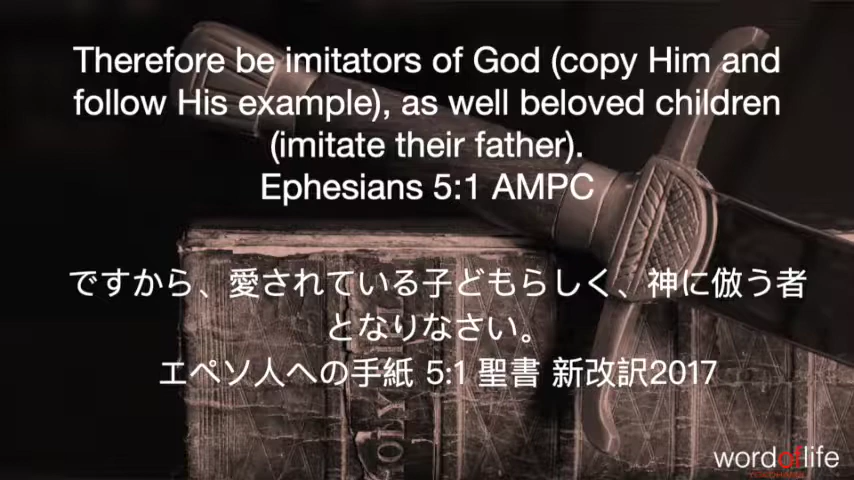 Therefore be imitators of God (copy Him and
follow His example), as well beloved children
(imitate their father).
Ephesians 5:1 AMPC
ですから、愛されている子どもらしく、神に倣う者
となりなさい。
エペソ人への手紙 5:1 聖書 新改訳2017
HOLY
wordoflife